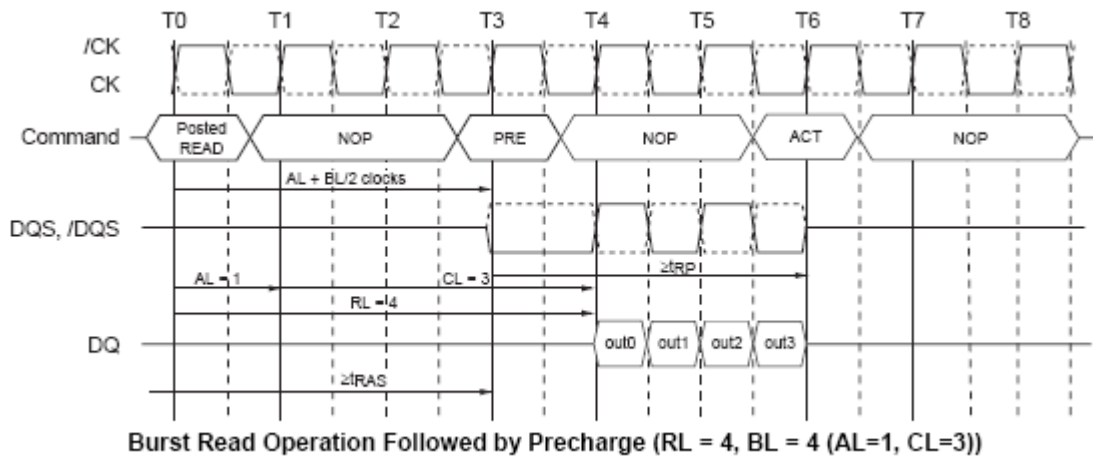 T0 T1 T2 T3 T4 T5 T6 T7 T8
/CK
CK
Command Posted READ NOP PRE NOP ACT NOP
AL + BL/2 clocks
DQS, /DQS
≥tRP
AL = 1 CL = 3
RL = 4
DQ out0 out1 out2 out3
≥tRAS
Burst Read Operation Followed by Precharge (RL = 4, BL = 4 (AL=1, CL=3))